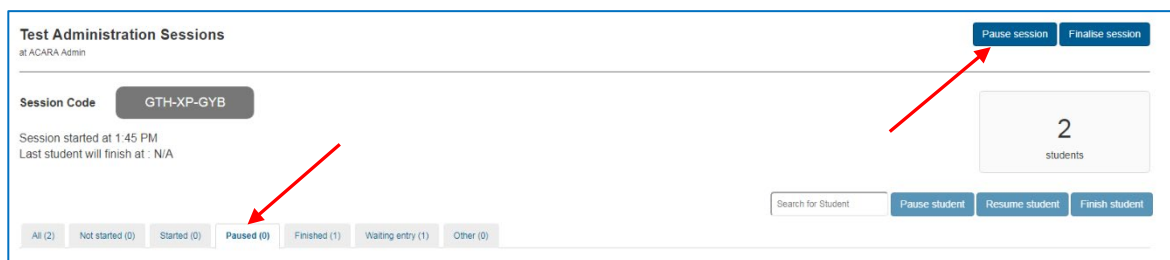 Test Administration Sessions
at ACARA Admin
Pause session
Finalise session
Session Code
GTH-XP-GYB
Session started at 1:45 PM
Last student will finish at : N/A
2
students
Search for Student
Pause student
Resume student
Finish student
All (2)
Not started (0)
Started (0)
Paused (0)
Finished (1)
Waiting entry (1)
Other (0)